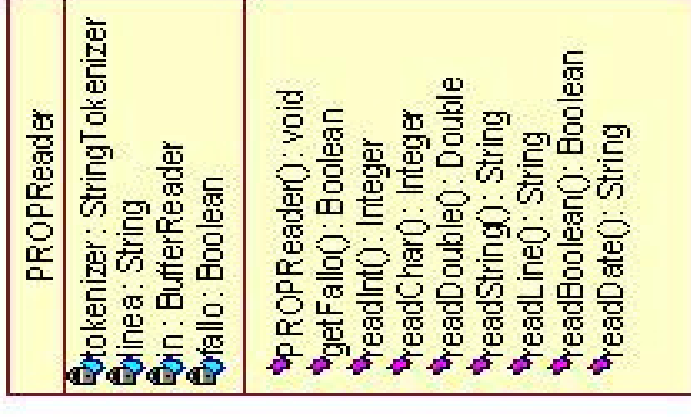 PROPReader
tokenizer : StringTokenizer
linea : String
in : BufferReader
fallo : Boolean
PROPReader() : void
getFallo() : Boolean
readInt() : Integer
readChar() : Integer
readDouble() : Double
readString() : String
readLine() : String
readBoolean() : Boolean
readDate() : String